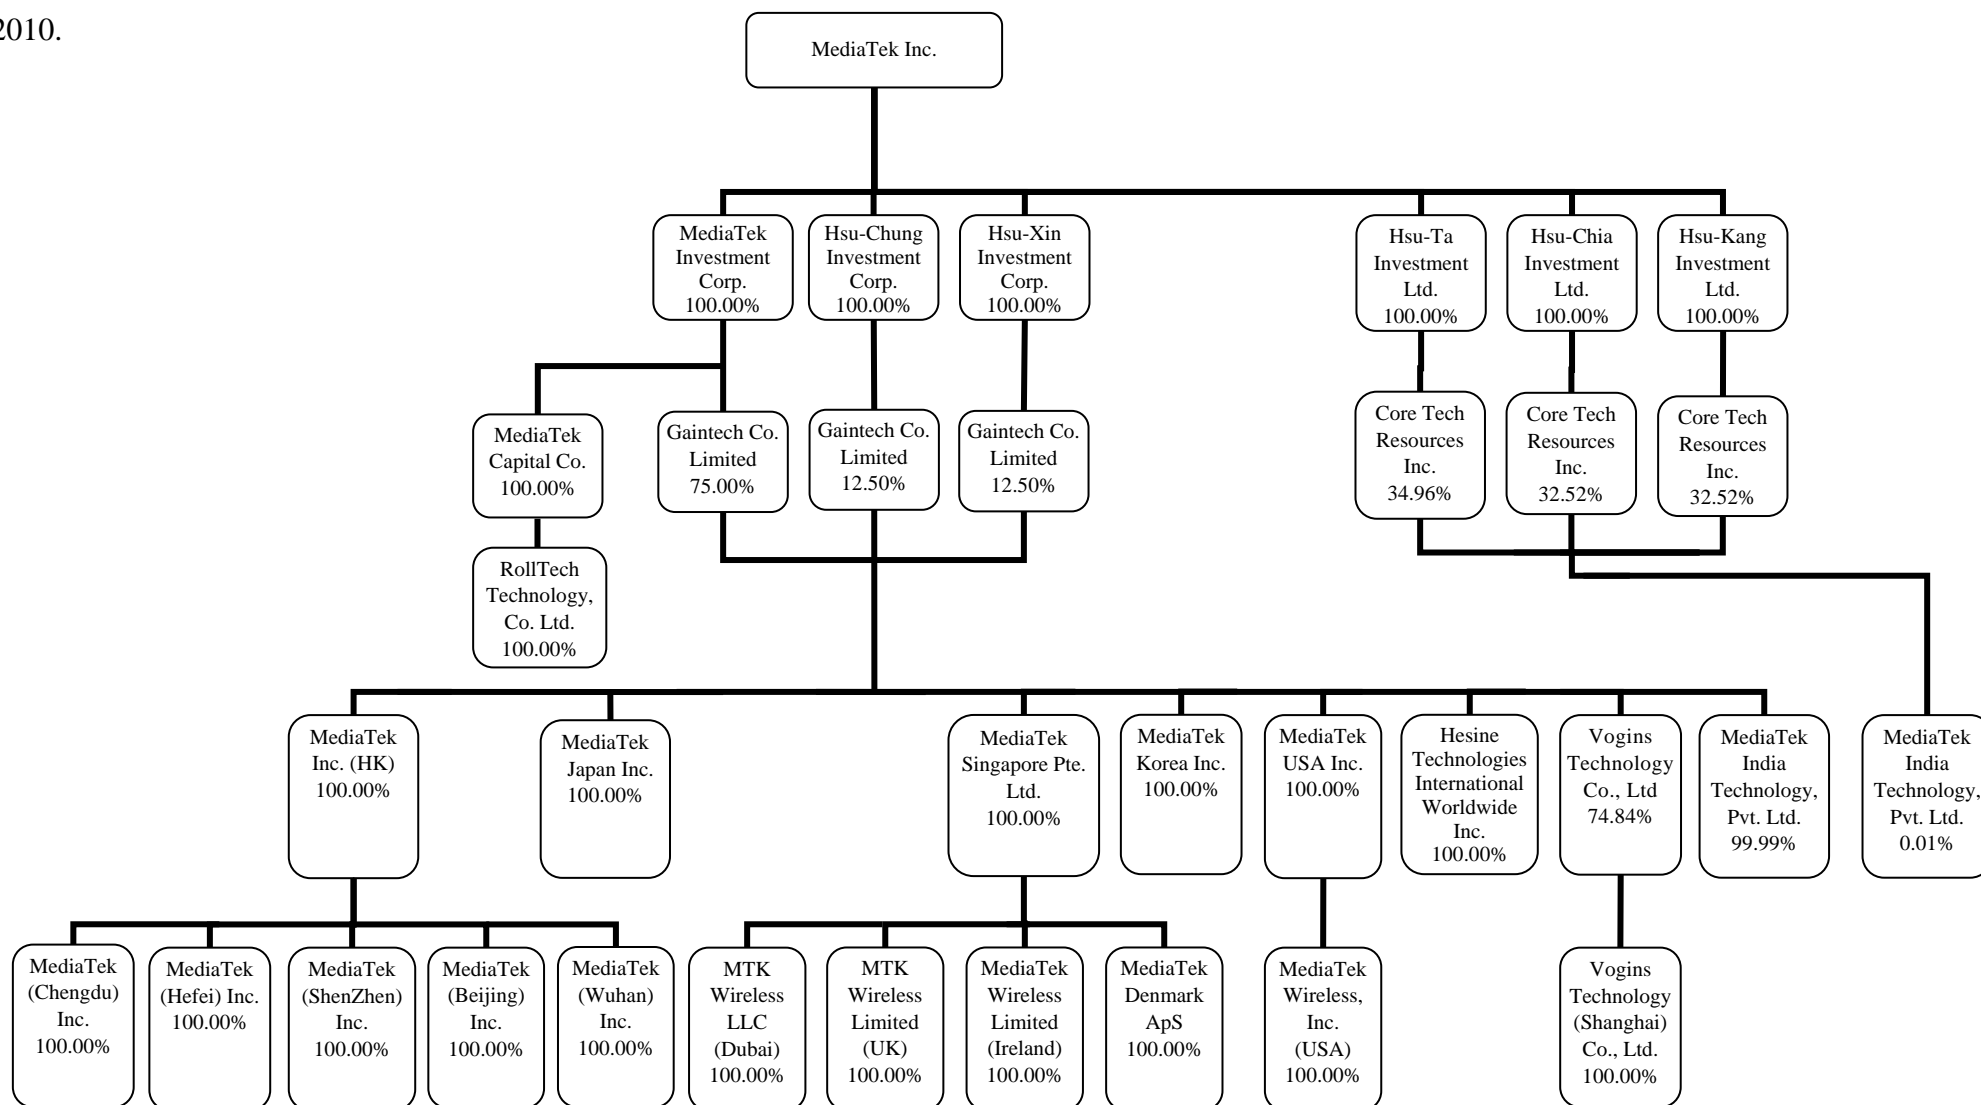 2010.
MediaTek Inc.
MediaTek
Investment
Corp.
100.00%
Hsu-Chung
Investment
Corp.
100.00%
Hsu-Xin
Investment
Corp.
100.00%
Hsu-Ta
Investment
Ltd.
100.00%
Hsu-Chia
Investment
Ltd.
100.00%
Hsu-Kang
Investment
Ltd.
100.00%
MediaTek
Capital Co.
100.00%
Gaintech Co.
Limited
75.00%
Gaintech Co.
Limited
12.50%
Gaintech Co.
Limited
12.50%
Core Tech
Resources
Inc.
34.96%
Core Tech
Resources
Inc.
32.52%
Core Tech
Resources
Inc.
32.52%
RollTech
Technology,
Co. Ltd.
100.00%
MediaTek
Inc. (HK)
100.00%
MediaTek
Japan Inc.
100.00%
MediaTek
Singapore Pte.
Ltd.
100.00%
MediaTek
Korea Inc.
100.00%
MediaTek
USA Inc.
100.00%
Hesine
Technologies
International
Worldwide
Inc.
100.00%
Vogins
Technology
Co., Ltd
74.84%
MediaTek
India
Technology,
Pvt. Ltd.
99.99%
MediaTek
India
Technology,
Pvt. Ltd.
0.01%
MediaTek
(Chengdu)
Inc.
100.00%
MediaTek
(Hefei) Inc.
100.00%
MediaTek
(ShenZhen)
Inc.
100.00%
MediaTek
(Beijing)
Inc.
100.00%
MediaTek
(Wuhan)
Inc.
100.00%
MTK
Wireless
LLC
(Dubai)
100.00%
MTK
Wireless
Limited
(UK)
100.00%
MediaTek
Wireless
Limited
(Ireland)
100.00%
MediaTek
Denmark
ApS
100.00%
MediaTek
Wireless,
Inc.
(USA)
100.00%
Vogins
Technology
(Shanghai)
Co., Ltd.
100.00%